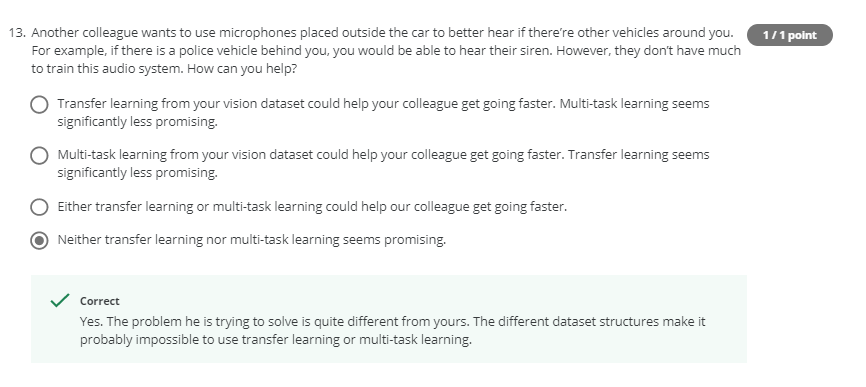 13. Another colleague wants to use microphones placed outside the car to better hear if there're other vehicles around you.
1 / 1 point
For example, if there is a police vehicle behind you, you would be able to hear their siren. However, they don't have much
to train this audio system. How can you help?
Transfer learning from your vision dataset could help your colleague get going faster. Multi-task learning seems
significantly less promising.
Multi-task learning from your vision dataset could help your colleague get going faster. Transfer learning seems
significantly less promising.
Either transfer learning or multi-task learning could help our colleague get going faster.
Neither transfer learning nor multi-task learning seems promising.
Correct
Yes. The problem he is trying to solve is quite different from yours. The different dataset structures make it
probably impossible to use transfer learning or multi-task learning.